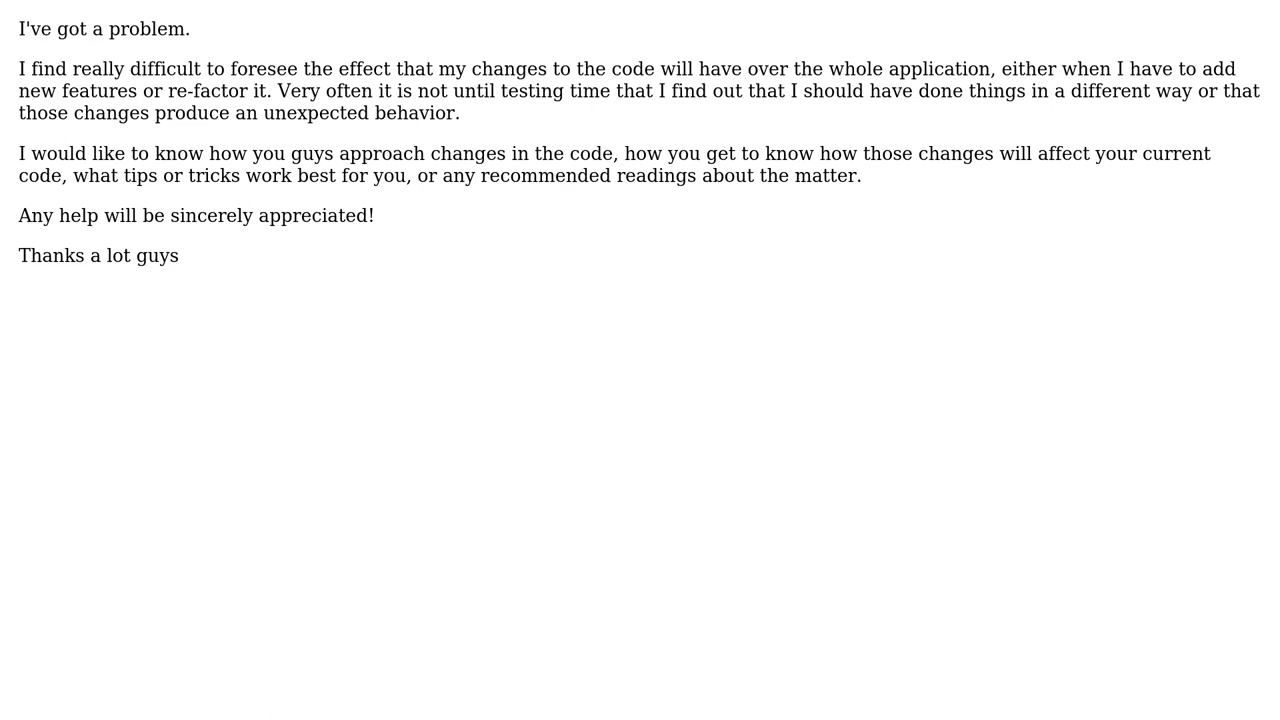 I've got a problem.
I find really difficult to foresee the effect that my changes to the code will have over the whole application, either when I have to add
new features or re-factor it. Very often it is not until testing time that I find out that I should have done things in a different way or that
those changes produce an unexpected behavior.
I would like to know how you guys approach changes in the code, how you get to know how those changes will affect your current
code, what tips or tricks work best for you, or any recommended readings about the matter.
Any help will be sincerely appreciated!
Thanks a lot guys